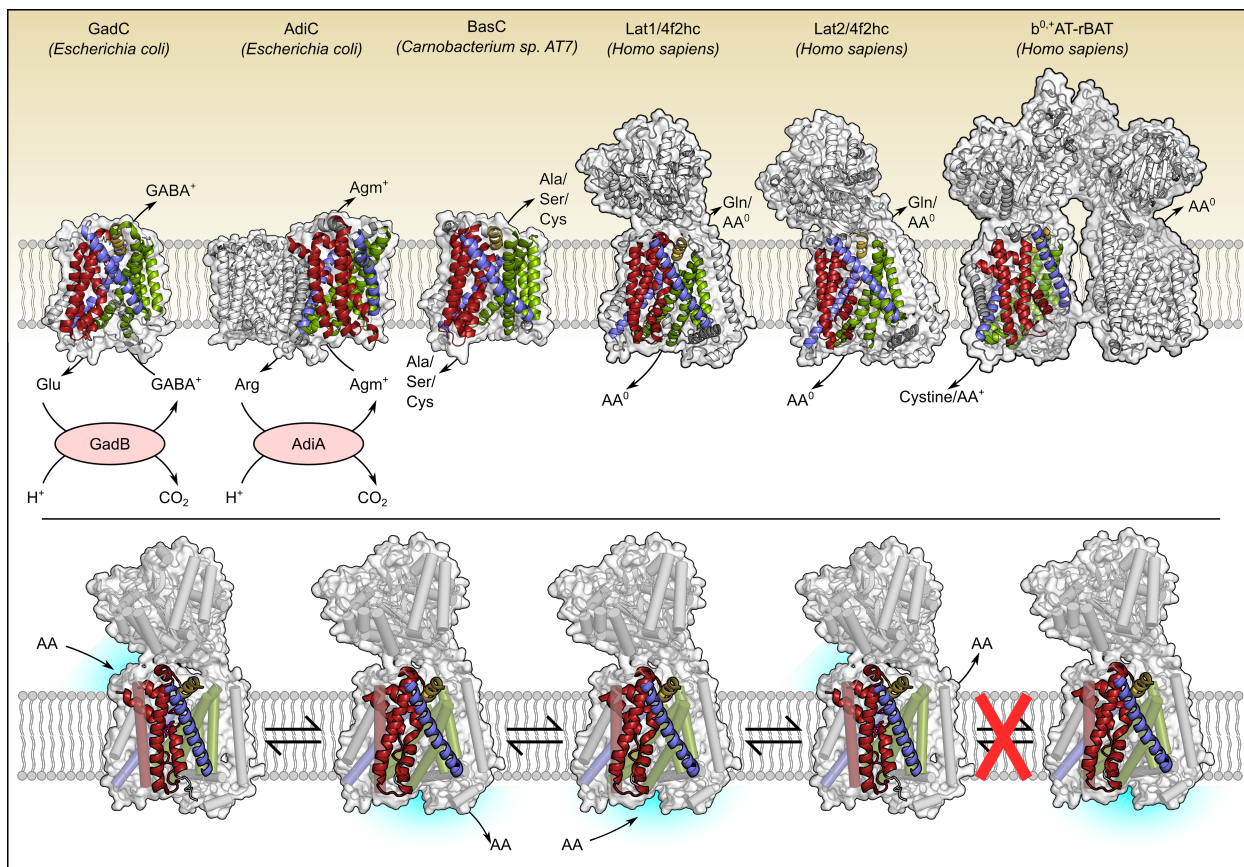 GadC
(Escherichia coli)
AdiC
(Escherichia coli)
BasC
(Carnobacterium sp. AT7)
Lat1/4f2hc
(Homo sapiens)
Lat2/4f2hc
(Homo sapiens)
b⁰,⁺AT-rBAT
(Homo sapiens)
GABA⁺
Agm⁺
Ala/
Ser/
Cys
Gln/
AA⁰
Gln/
AA⁰
AA⁰
Glu
GABA⁺
Arg
Agm⁺
Ala/
Ser/
Cys
AA⁰
AA⁰
Cystine/AA⁺
GadB
AdiA
H⁺
CO₂
H⁺
CO₂
AA
AA
AA
AA